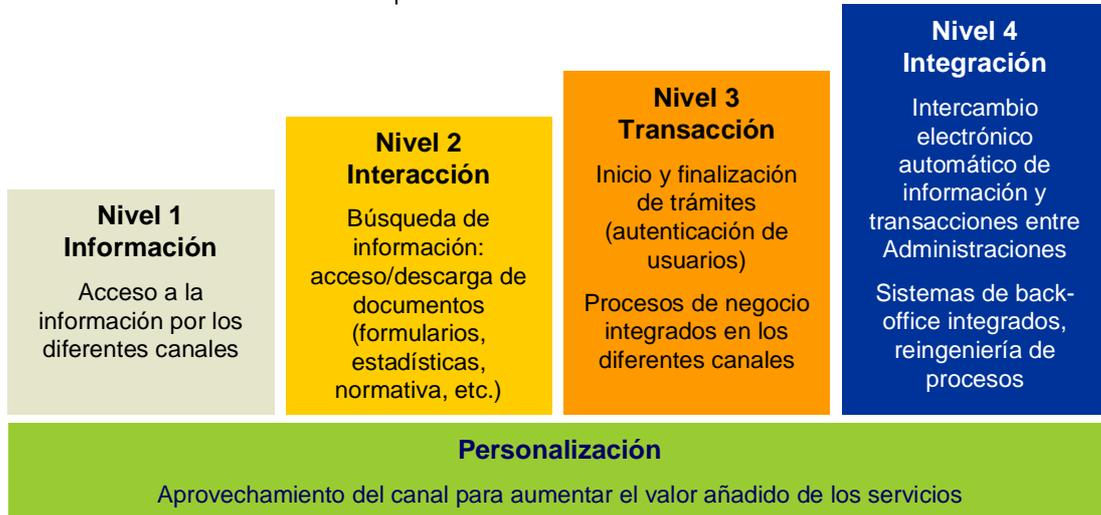 Nivel 1
Información
Acceso a la
información por los
diferentes canales
Nivel 2
Interacción
Búsqueda de
información:
acceso/descarga de
documentos
(formularios,
estadísticas,
normativa, etc.)
Nivel 3
Transacción
Inicio y finalización
de trámites
(autenticación de
usuarios)
Procesos de negocio
integrados en los
diferentes canales
Nivel 4
Integración
Intercambio
electrónico
automático de
información y
transacciones entre
Administraciones
Sistemas de back-
office integrados,
reingeniería de
procesos
Personalización
Aprovechamiento del canal para aumentar el valor añadido de los servicios